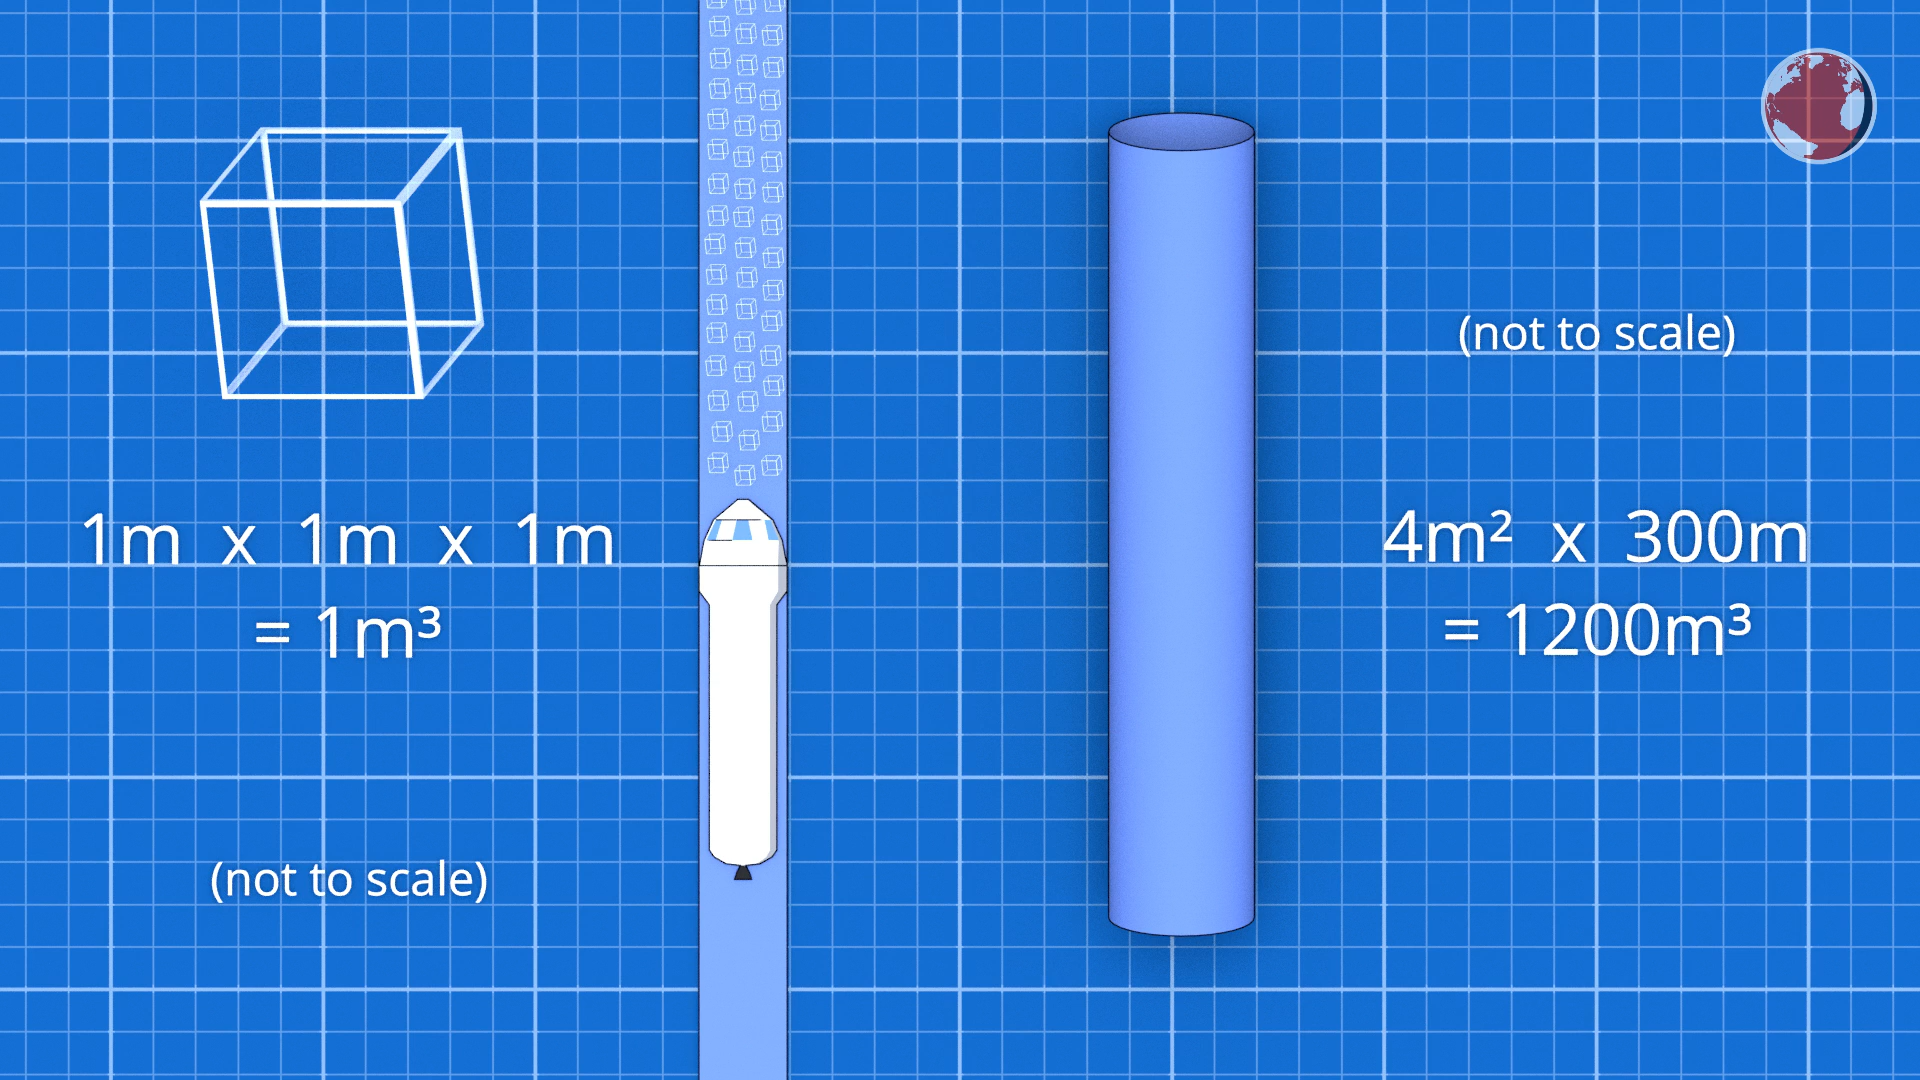 1m x 1m x 1m
= 1m³
(not to scale)
(not to scale)
4m² x 300m
= 1200m³